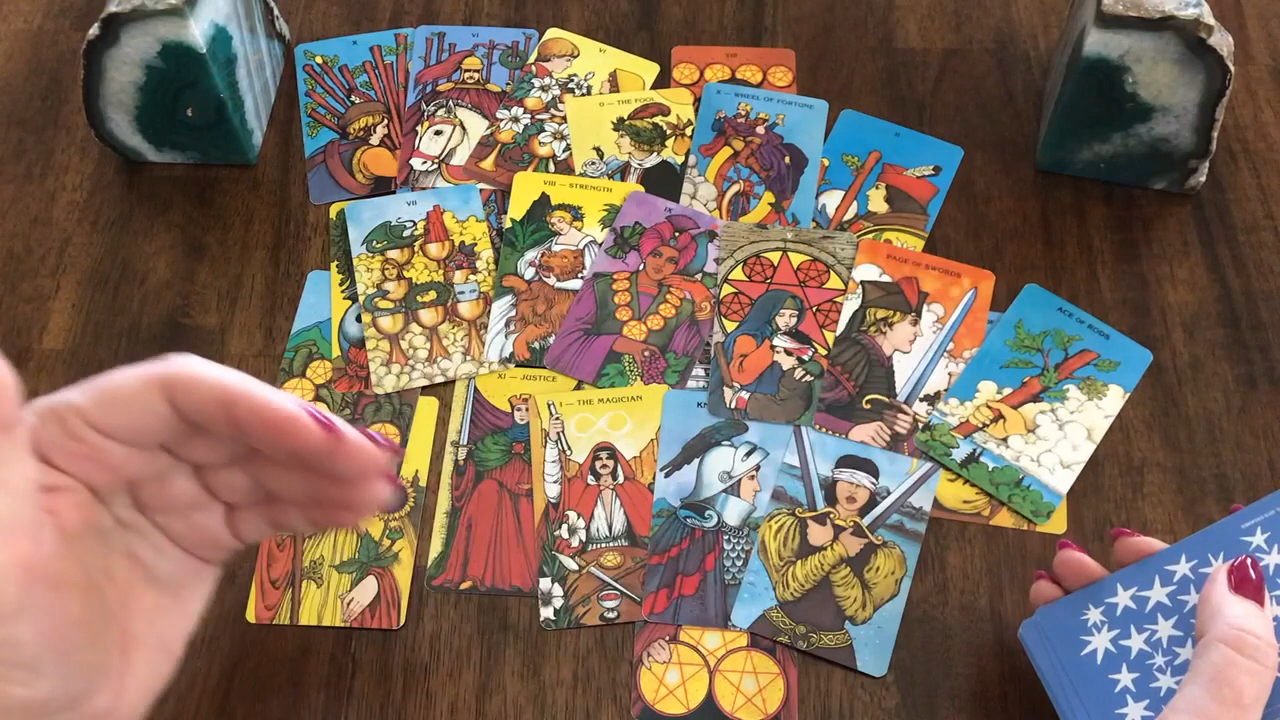 X
VI
VI
VIII
0 — THE FOOL
X — WHEEL OF FORTUNE
II
VII
VIII — STRENGTH
IX
V
PAGE OF SWORDS
ACE OF RODS
XI — JUSTICE
I — THE MAGICIAN
KN